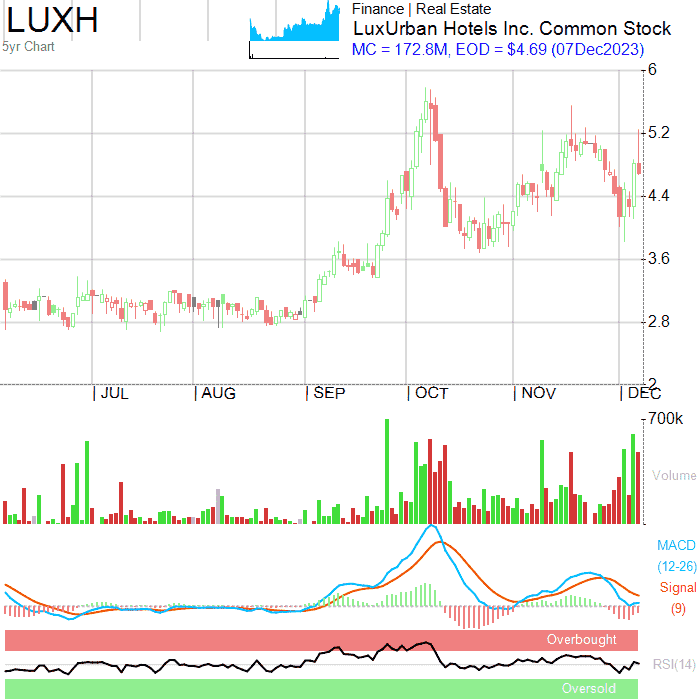 LUXH
5yr Chart
Finance | Real Estate
LuxUrban Hotels Inc. Common Stock
MC = 172.8M, EOD = $4.69 (07Dec2023)
6
5.2
4.4
3.6
2.8
2
| JUL | AUG | SEP | OCT | NOV | DEC
700k
Volume
MACD
(12-26)
Signal
(9)
Overbought
RSI(14)
Oversold